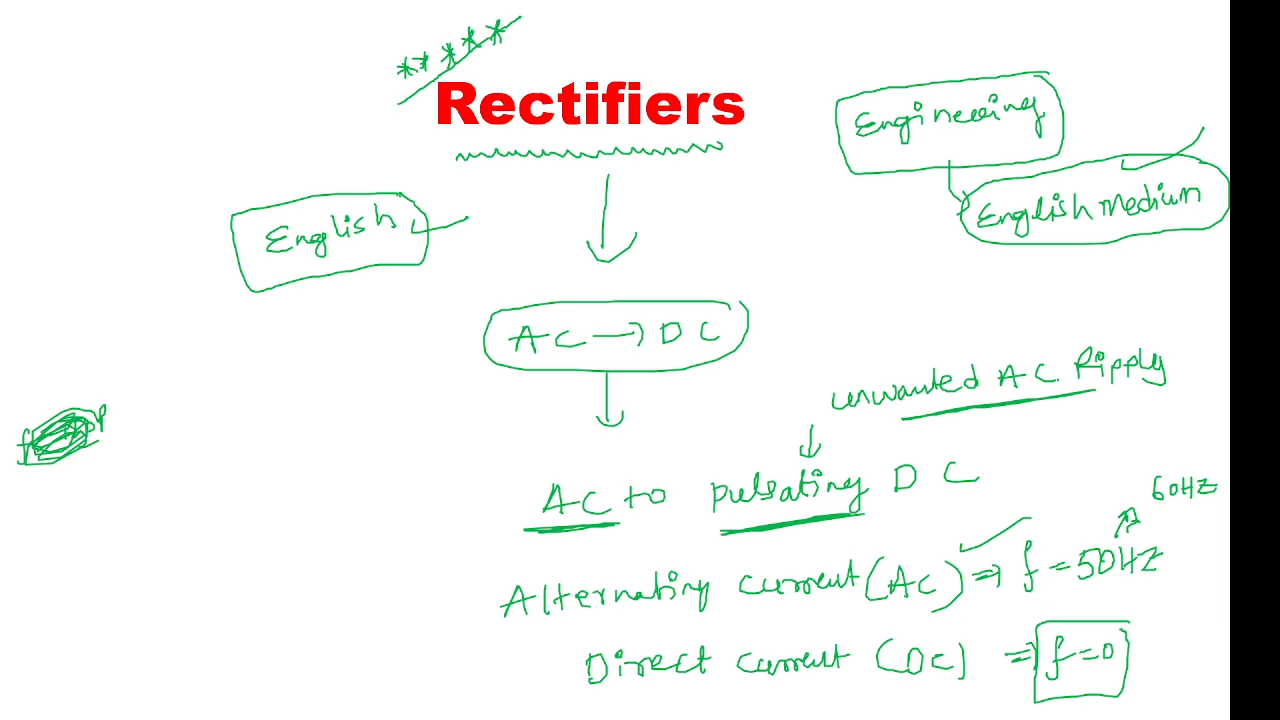 *****
Rectifiers
Engineering
English medium
English
AC → DC
unwanted AC Ripply
AC to pulsating DC
60HZ
Alternating current (AC) ⇒ f = 50HZ
Direct current (DC) ⇒ f = 0